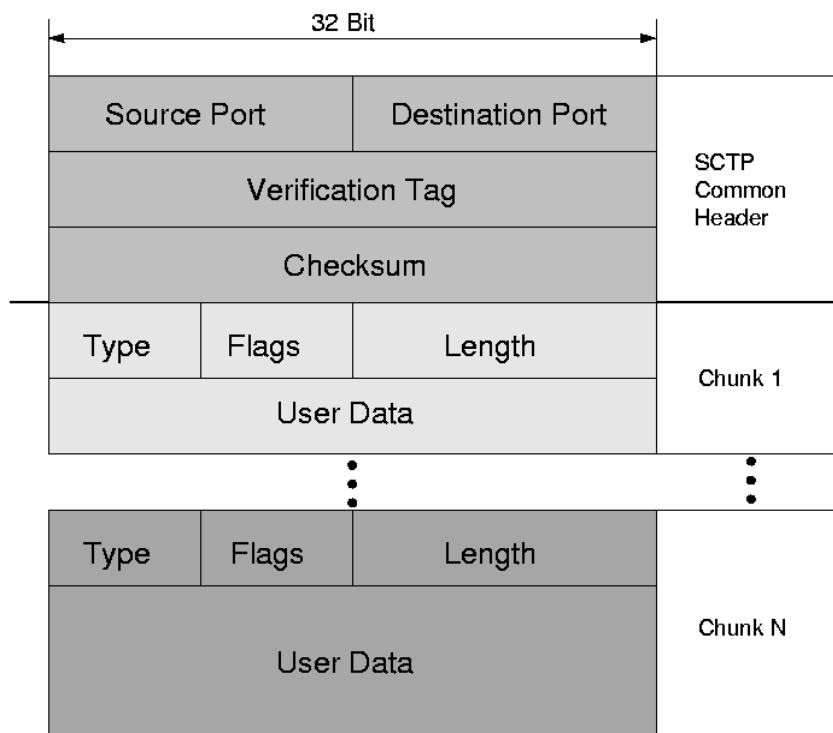 32 Bit
Source Port
Destination Port
Verification Tag
Checksum
SCTP
Common
Header
Type
Flags
Length
User Data
Chunk 1
Type
Flags
Length
User Data
Chunk N